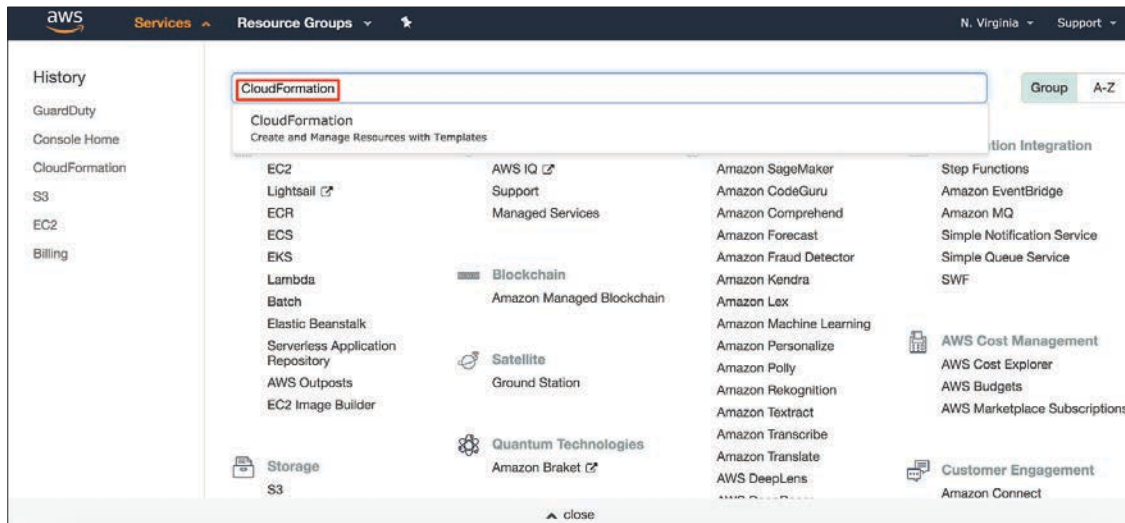 aws
Services
Resource Groups
N. Virginia
Support
History
GuardDuty
Console Home
CloudFormation
S3
EC2
Billing
CloudFormation
Group
A-Z
CloudFormation
Create and Manage Resources with Templates
EC2
Lightsail
ECR
ECS
EKS
Lambda
Batch
Elastic Beanstalk
Serverless Application
Repository
AWS Outposts
EC2 Image Builder
Storage
S3
AWS IQ
Support
Managed Services
Blockchain
Amazon Managed Blockchain
Satellite
Ground Station
Quantum Technologies
Amazon Braket
Amazon SageMaker
Amazon CodeGuru
Amazon Comprehend
Amazon Forecast
Amazon Fraud Detector
Amazon Kendra
Amazon Lex
Amazon Machine Learning
Amazon Personalize
Amazon Polly
Amazon Rekognition
Amazon Textract
Amazon Transcribe
Amazon Translate
AWS DeepLens
Integration
Step Functions
Amazon EventBridge
Amazon MQ
Simple Notification Service
Simple Queue Service
SWF
AWS Cost Management
AWS Cost Explorer
AWS Budgets
AWS Marketplace Subscriptions
Customer Engagement
Amazon Connect
close